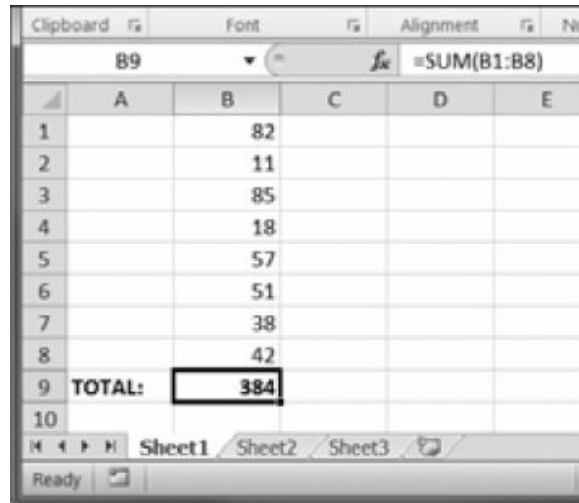 Clipboard Font Alignment
B9 fx =SUM(B1:B8)
A B C D E
1 82
2 11
3 85
4 18
5 57
6 51
7 38
8 42
9 TOTAL: 384
10
Sheet1 Sheet2 Sheet3
Ready